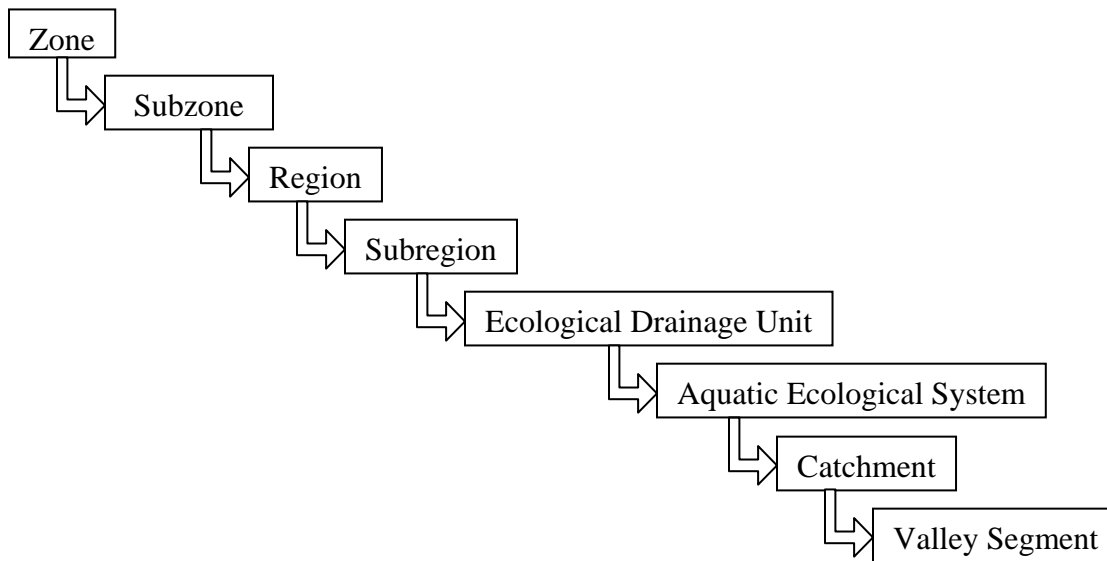 Zone
Subzone
Region
Subregion
Ecological Drainage Unit
Aquatic Ecological System
Catchment
Valley Segment